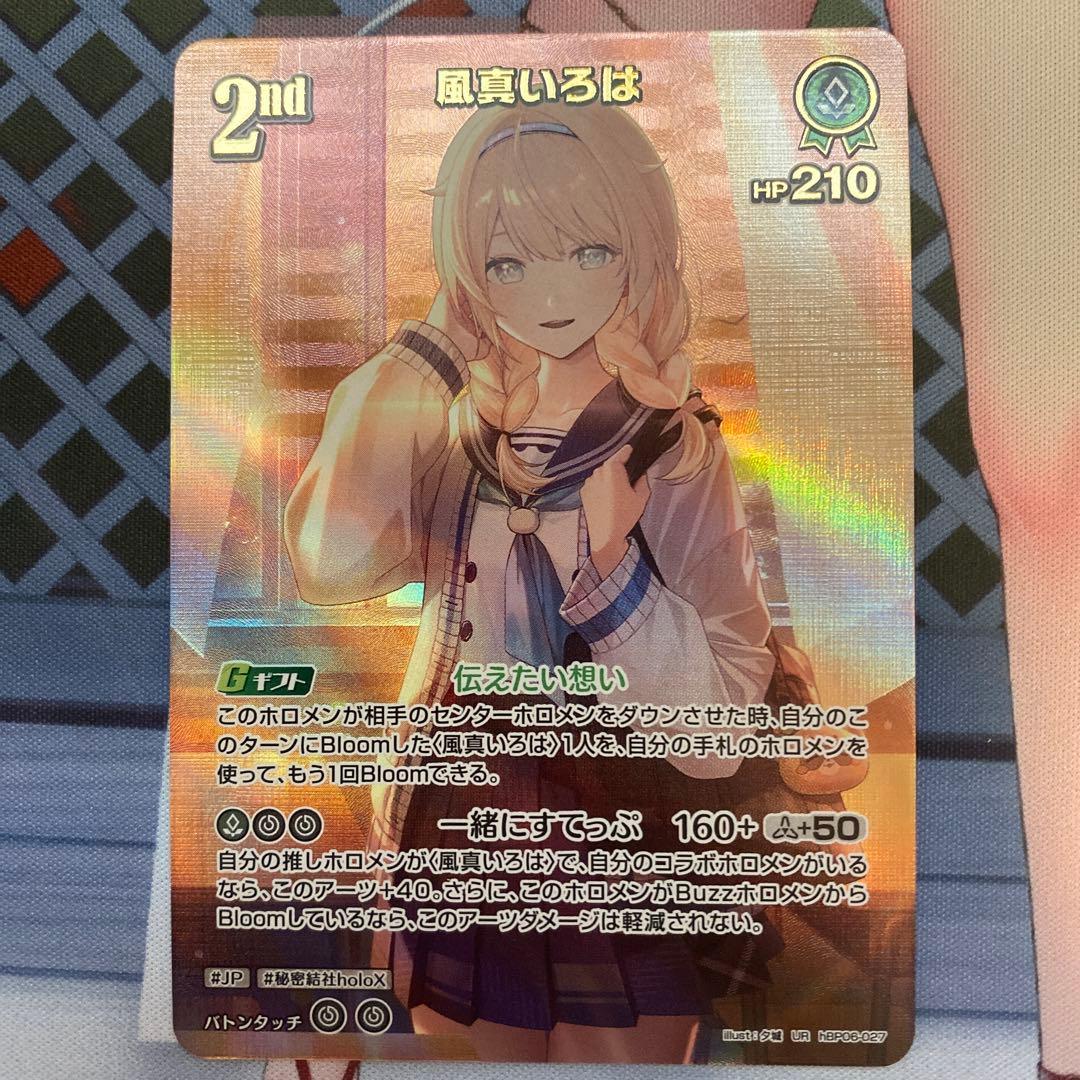 2nd
風真いろは
HP210
Gギフト
伝えたい想い
このホロメンが相手のセンターホロメンをダウンさせた時、自分のこ
のターンにBloomした〈風真いろは〉1人を、自分の手札のホロメンを
使って、もう1回Bloomできる。
一緒にすてっぷ 160+ +50
自分の推しホロメンが〈風真いろは〉で、自分のコラボホロメンがいる
なら、このアーツ+40。さらに、このホロメンがBuzzホロメンから
Bloomしているなら、このアーツダメージは軽減されない。
#JP #秘密結社holoX
バトンタッチ
illust:夕城 UR hBP06-027